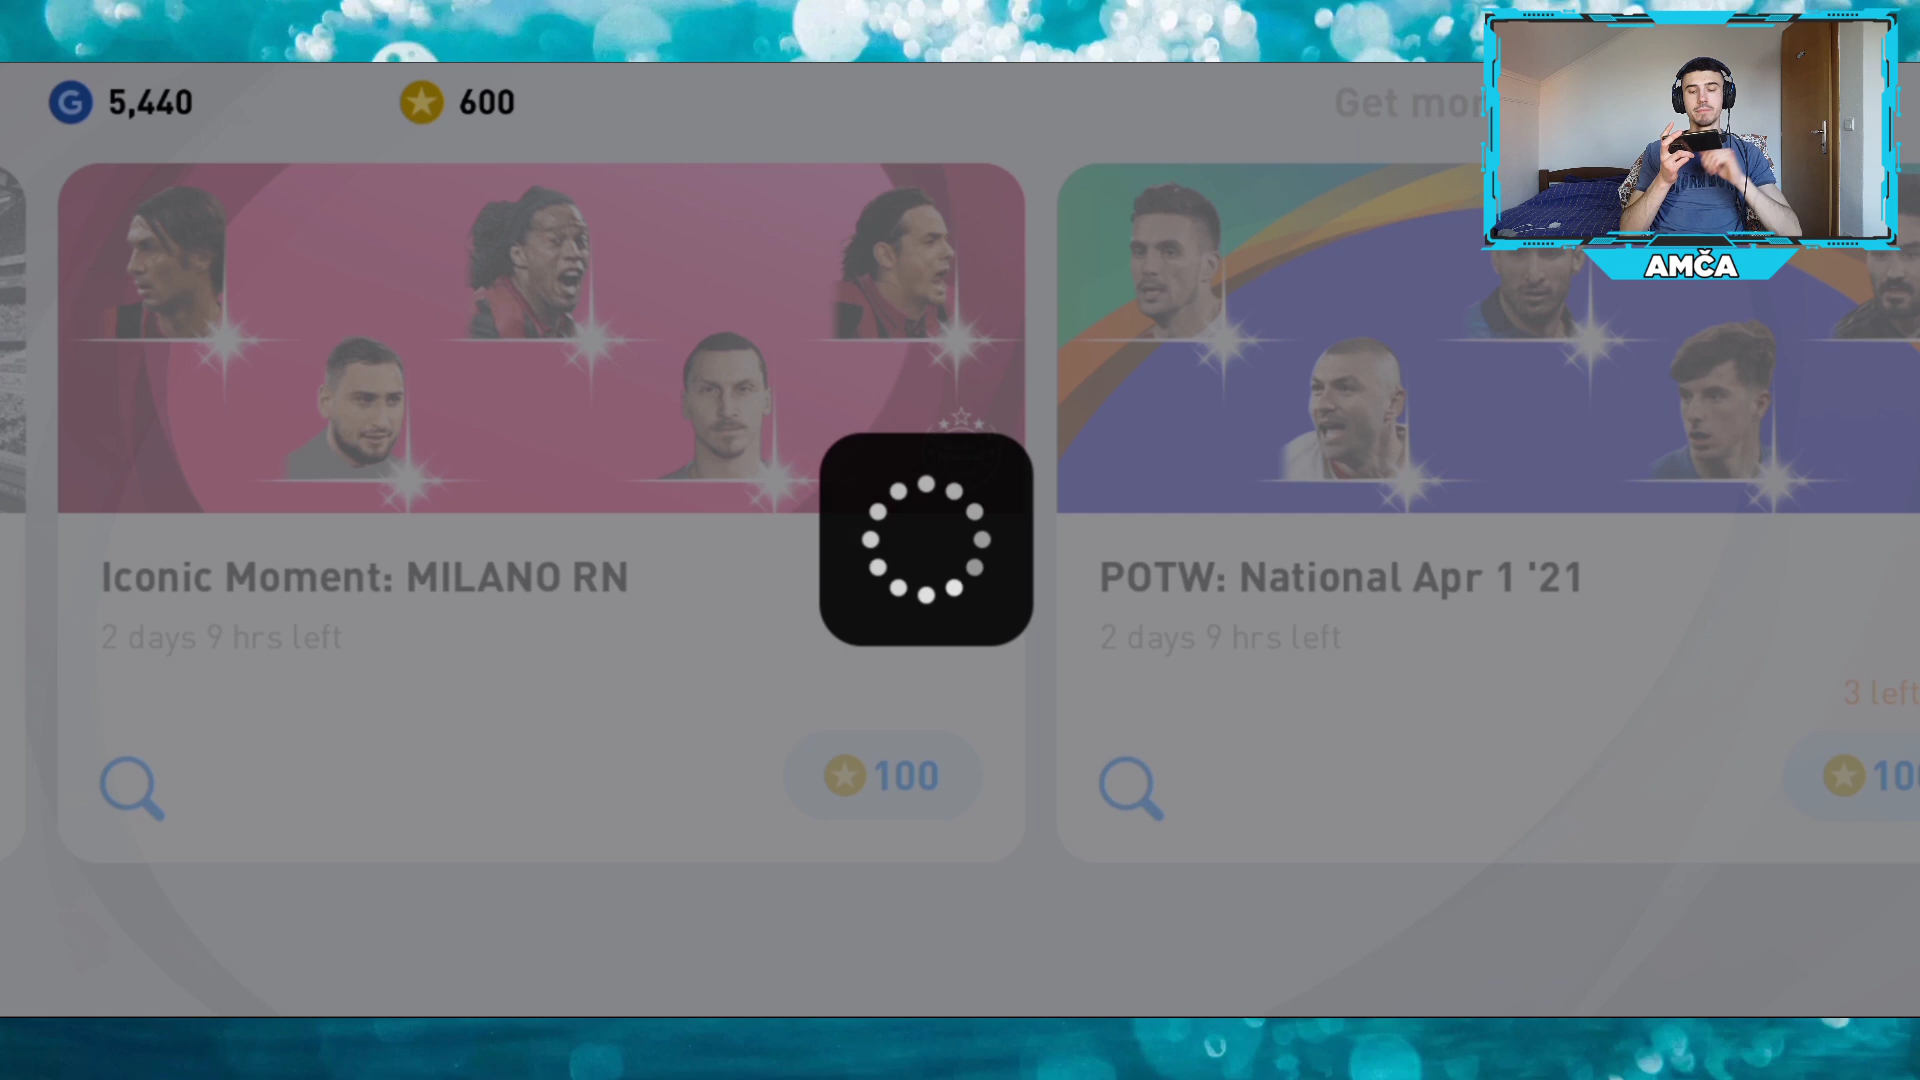 5,440
600
Get mor
AMČA
Iconic Moment: MILANO RN
2 days 9 hrs left
100
POTW: National Apr 1 '21
2 days 9 hrs left
3 left
100